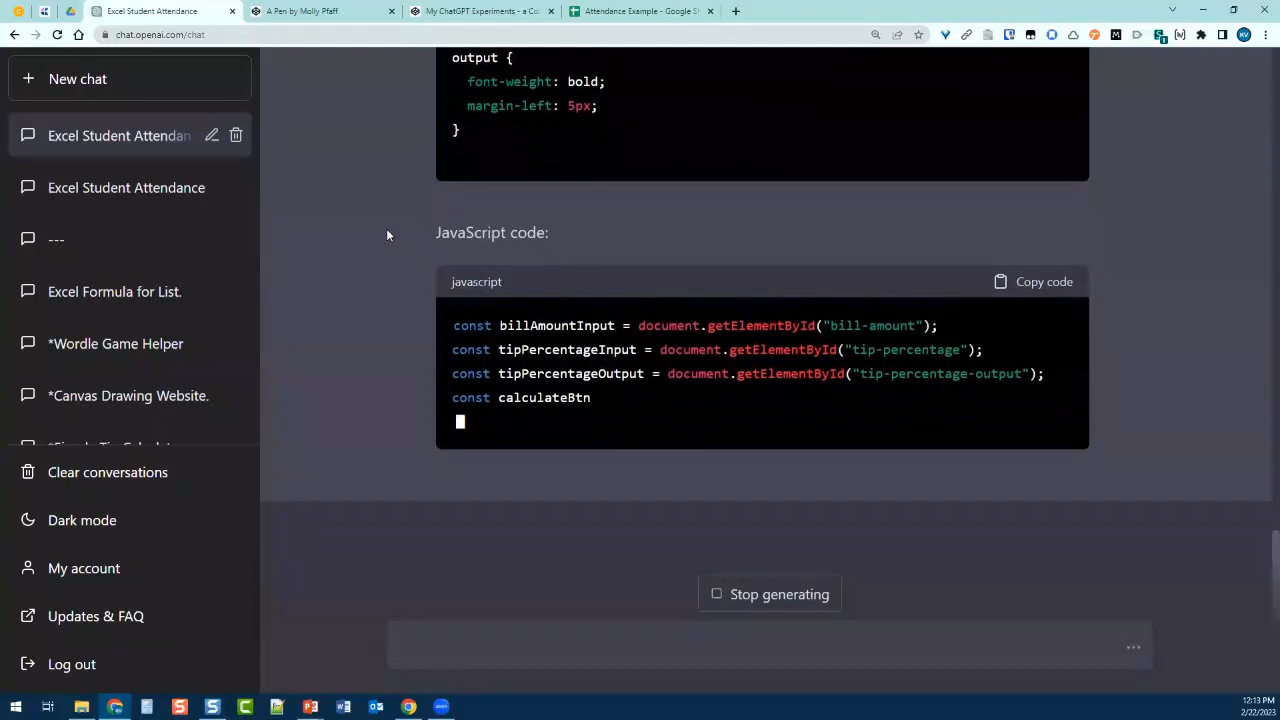 Excel Student Attendance
A Pen by Molly Pfaff.
My ChatGPT Experiments - a Co
Attendance Example - Google Sh
chat.openai.com/chat
New chat
Excel Student Attendan
Excel Student Attendance
---
Excel Formula for List.
*Wordle Game Helper
*Canvas Drawing Website.
Clear conversations
Dark mode
My account
Updates & FAQ
Log out
output {
font-weight: bold;
margin-left: 5px;
}
JavaScript code:
javascript
Copy code
const billAmountInput = document.getElementById("bill-amount");
const tipPercentageInput = document.getElementById("tip-percentage");
const tipPercentageOutput = document.getElementById("tip-percentage-output");
const calculateBtn
Stop generating
...
12:13 PM
2/22/2023